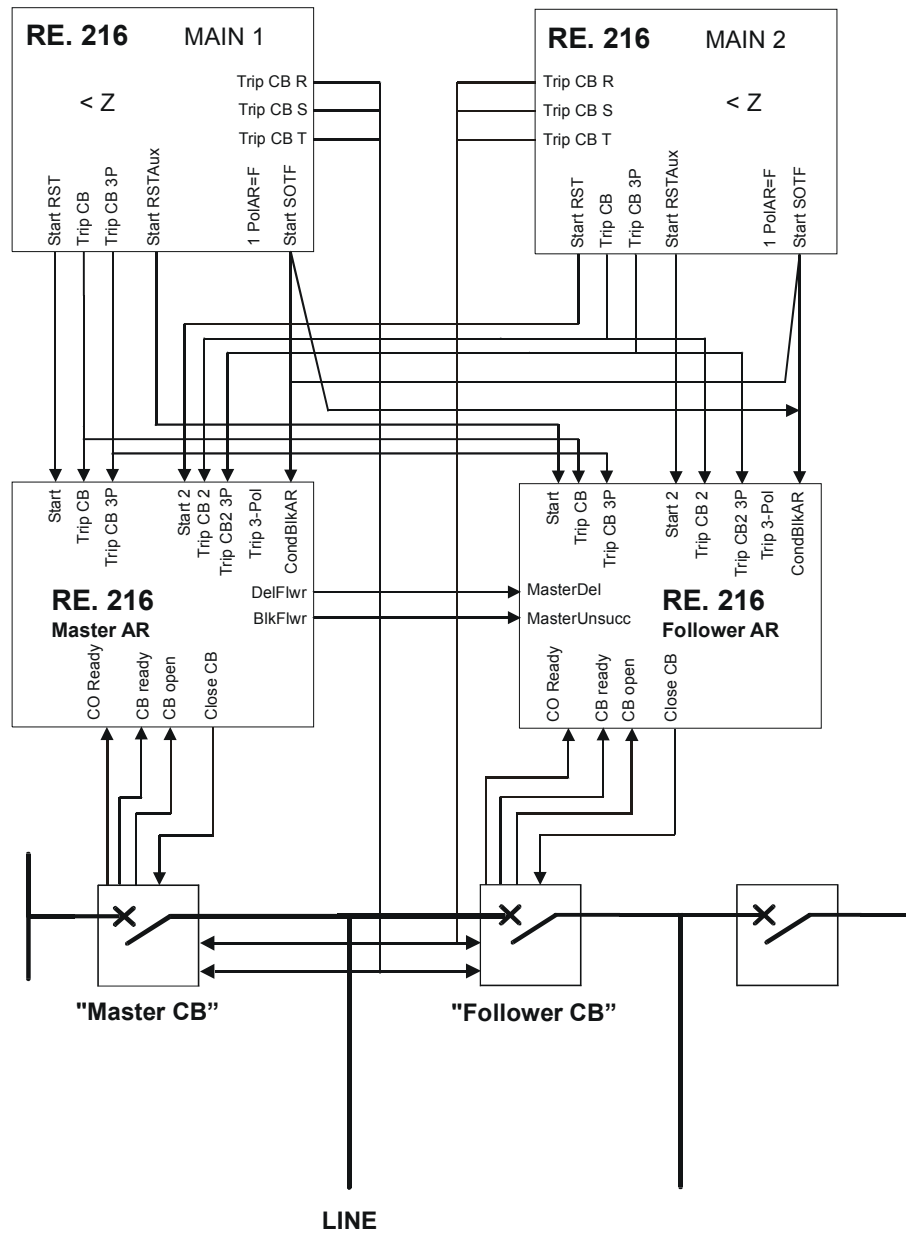 RE. 216 MAIN 1
Trip CB R
Trip CB S
Trip CB T
< Z
Start RST
Trip CB
Trip CB 3P
Start RSTAux
1 PolAR=F
Start SOTF
RE. 216 MAIN 2
Trip CB R
Trip CB S
Trip CB T
< Z
Start RST
Trip CB
Trip CB 3P
Start RSTAux
1 PolAR=F
Start SOTF
Start
Trip CB
Trip CB 3P
Start 2
Trip CB 2
Trip CB2 3P
Trip 3-Pol
CondBlkAR
DelFlwr
BlkFlwr
RE. 216
Master AR
CO Ready
CB ready
CB open
Close CB
Start
Trip CB
Trip CB 3P
Start 2
Trip CB 2
Trip CB2 3P
Trip 3-Pol
CondBlkAR
MasterDel
MasterUnsucc
RE. 216
Follower AR
CO Ready
CB ready
CB open
Close CB
"Master CB”
"Follower CB”
LINE